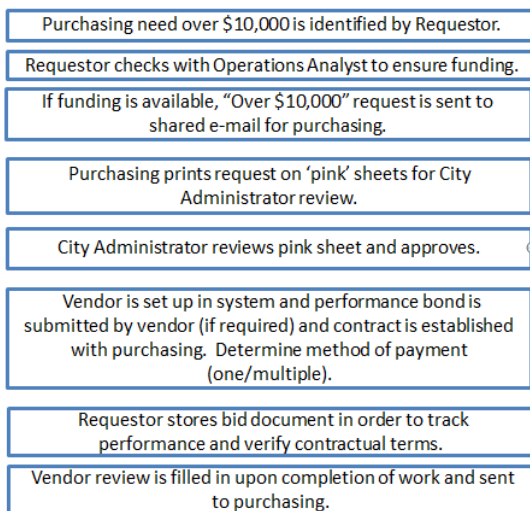 Purchasing need over $10,000 is identified by Requestor.
Requestor checks with Operations Analyst to ensure funding.
If funding is available, “Over $10,000” request is sent to
shared e-mail for purchasing.
Purchasing prints request on ‘pink’ sheets for City
Administrator review.
City Administrator reviews pink sheet and approves.
Vendor is set up in system and performance bond is
submitted by vendor (if required) and contract is established
with purchasing.  Determine method of payment
(one/multiple).
Requestor stores bid document in order to track
performance and verify contractual terms.
Vendor review is filled in upon completion of work and sent
to purchasing.